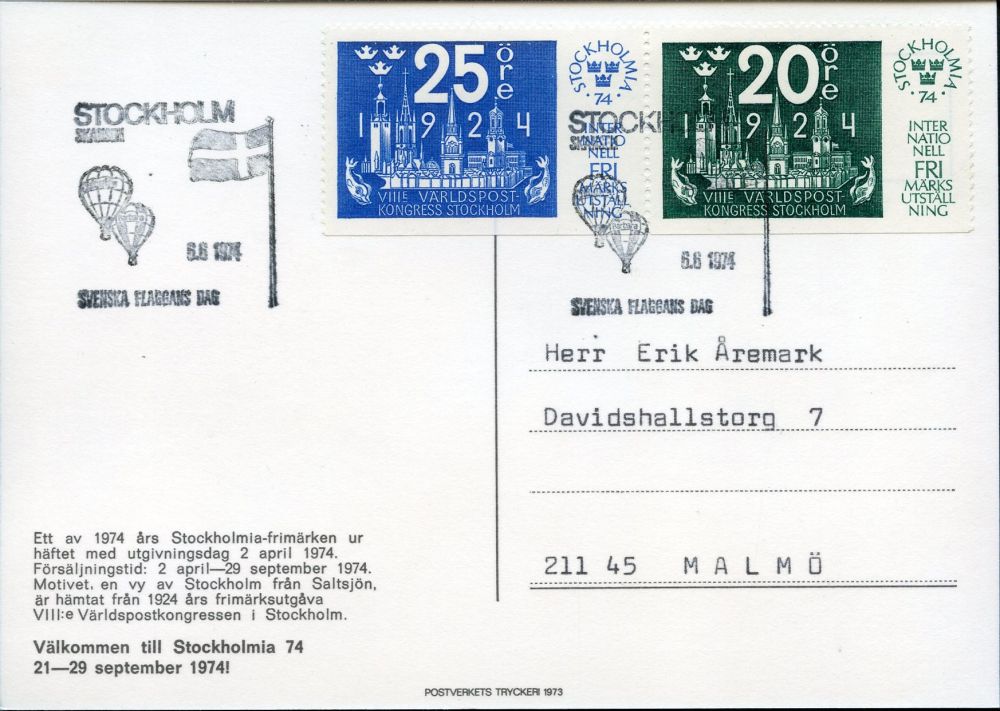 25 öre
1924
VIII:E VÄRLDSPOST-
KONGRESS STOCKHOLM
STOCKHOLMIA
· 74 ·
INTER
NATIO
NELL
FRI
MÄRKS
UTSTÄLL
NING
20 öre
1924
VIII:E VÄRLDSPOST-
KONGRESS STOCKHOLM
STOCKHOLMIA
· 74 ·
INTER
NATIO
NELL
FRI
MÄRKS
UTSTÄLL
NING
STOCKHOLM
SKANSEN
6.6 1974
SVENSKA FLAGGANS DAG
STOCKHOLM
SKANSEN
6.6 1974
SVENSKA FLAGGANS DAG
Herr Erik Åremark
Davidshallstorg 7
211 45 MALMÖ
Ett av 1974 års Stockholmia-frimärken ur
häftet med utgivningsdag 2 april 1974.
Försäljningstid: 2 april—29 september 1974.
Motivet, en vy av Stockholm från Saltsjön,
är hämtat från 1924 års frimärksutgåva
VIII:e Världspostkongressen i Stockholm.
Välkommen till Stockholmia 74
21—29 september 1974!
POSTVERKETS TRYCKERI 1973